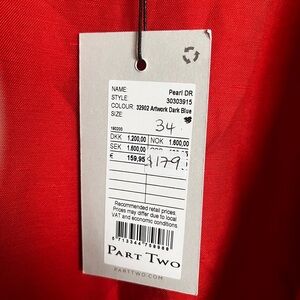 NAME Pearl DR
STYLE 30303915
COLOUR 32902 Artwork Dark Blue
SIZE 34
DKK 1.200,00 NOK 1.600,00
SEK 1.600,00
€ 159,95 $179.
Recommended retail prices.
Prices may differ due to local
VAT and economic conditions
PART TWO
PARTTWO.COM